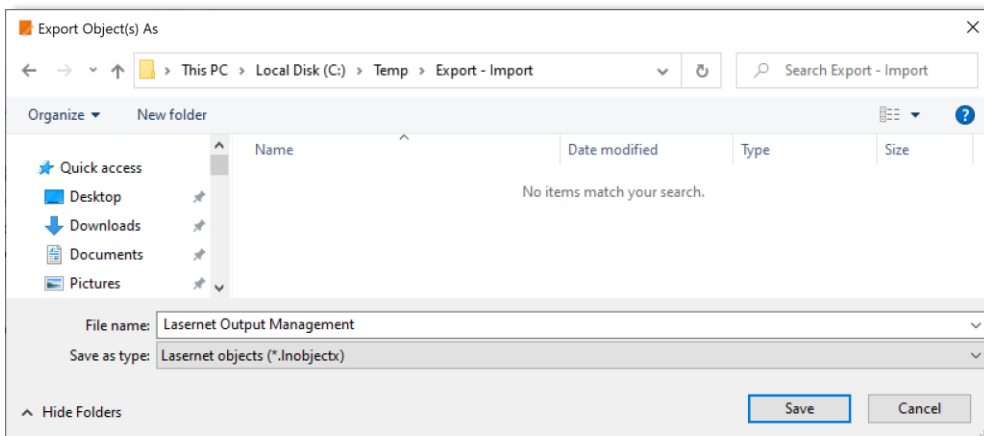 Export Object(s) As
This PC > Local Disk (C:) > Temp > Export - Import
Search Export - Import
Organize
New folder
Name
Date modified
Type
Size
Quick access
No items match your search.
Desktop
Downloads
Documents
Pictures
File name: Lasernet Output Management
Save as type: Lasernet objects (*.lnobjectx)
Hide Folders
Save
Cancel